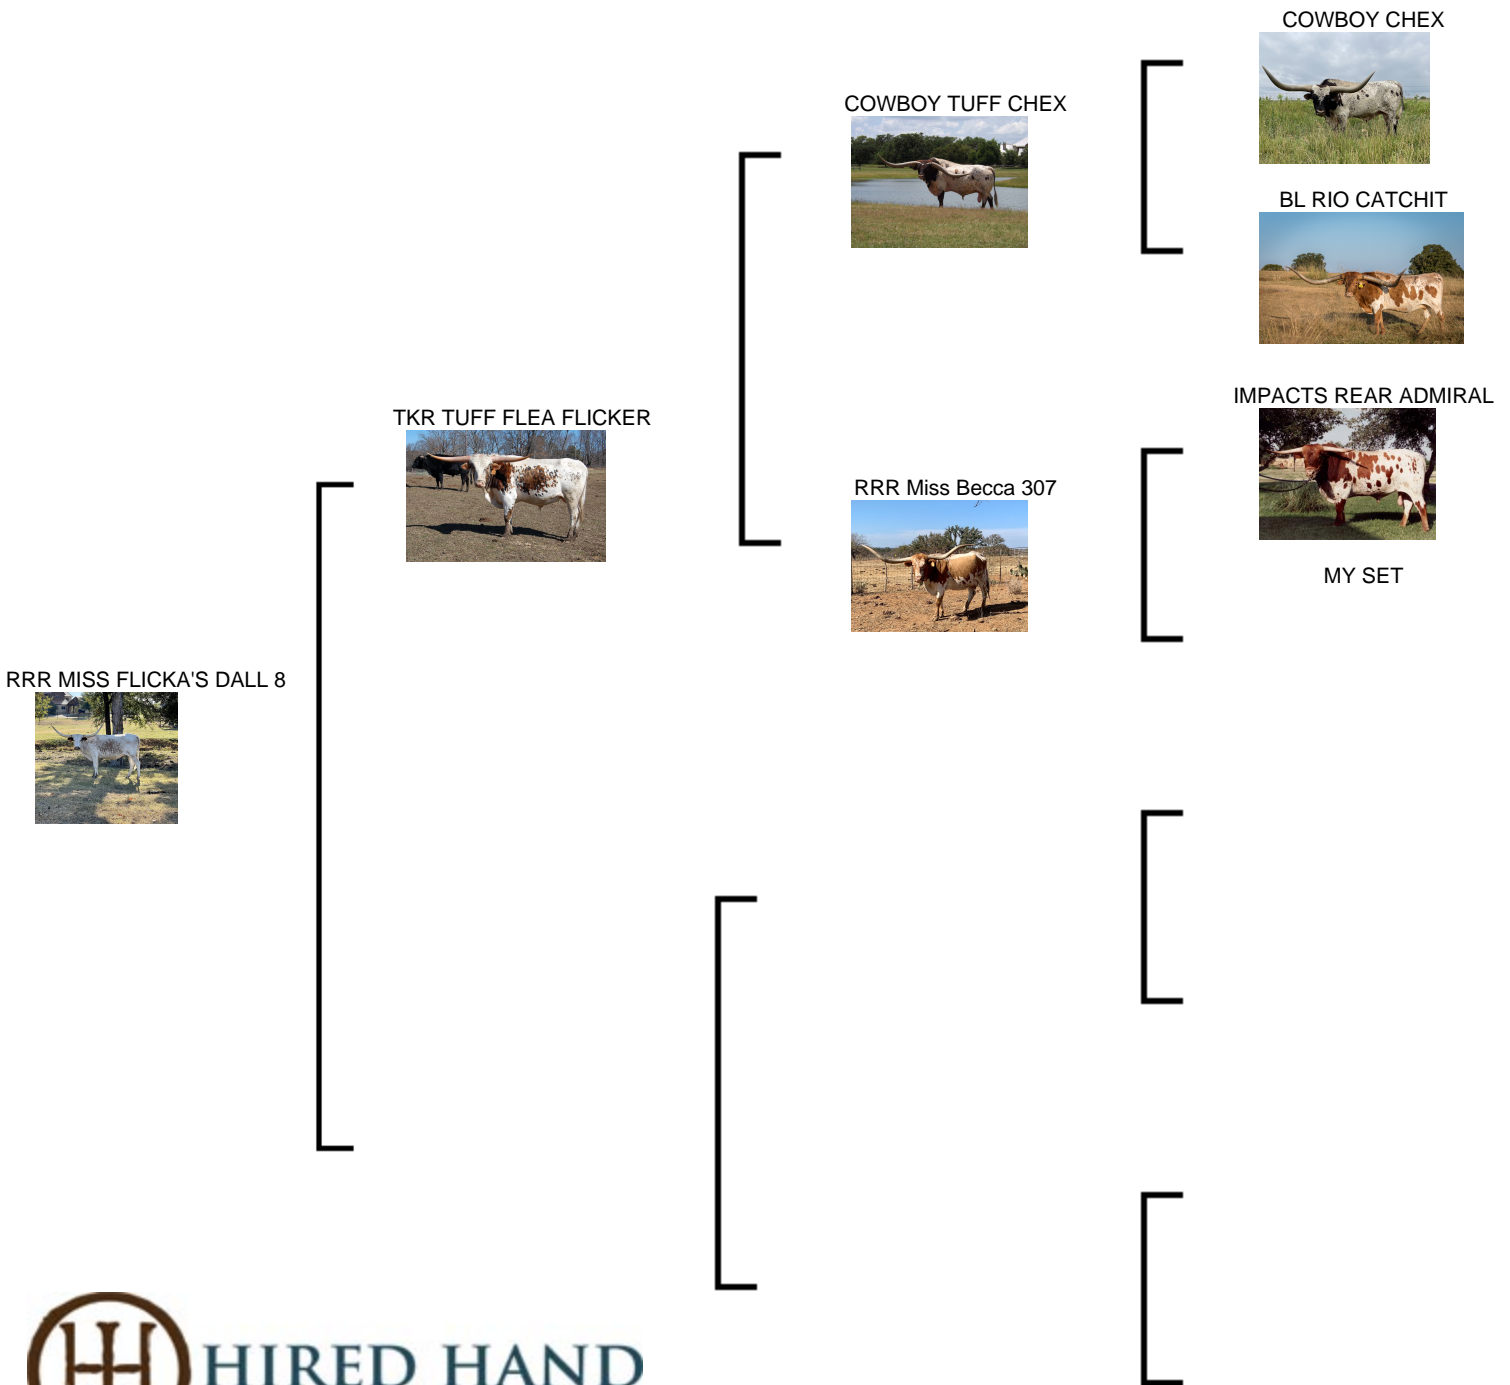 COWBOY CHEX
COWBOY TUFF CHEX
BL RIO CATCHIT
IMPACTS REAR ADMIRAL
TKR TUFF FLEA FLICKER
RRR Miss Becca 307
MY SET
RRR MISS FLICKA'S DALL 8
HIRED HAND